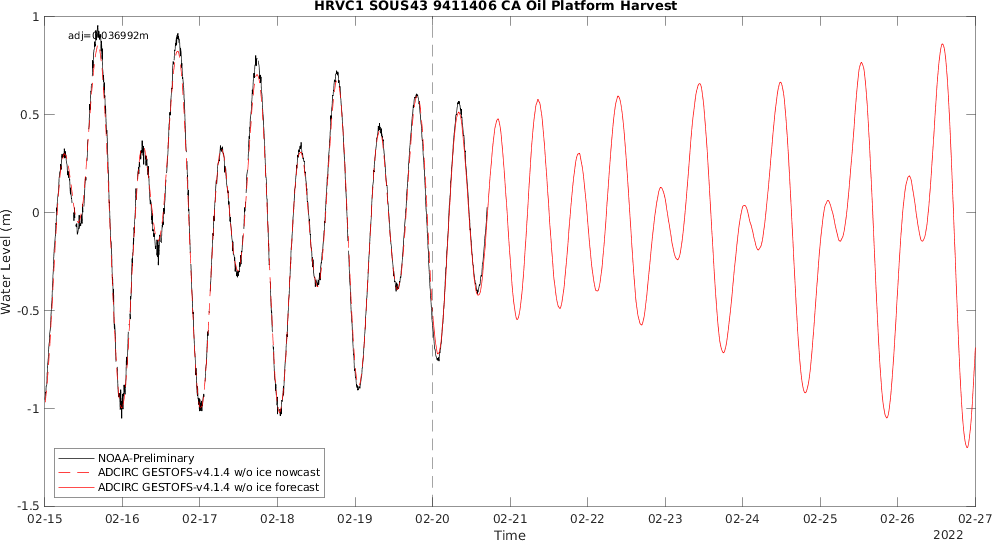 HRVC1 SOUS43 9411406 CA Oil Platform Harvest
adj=0.036992m
1
0.5
0
-0.5
-1
-1.5
Water Level (m)
NOAA-Preliminary
ADCIRC GESTOFS-v4.1.4 w/o ice nowcast
ADCIRC GESTOFS-v4.1.4 w/o ice forecast
02-15 02-16 02-17 02-18 02-19 02-20 02-21 02-22 02-23 02-24 02-25 02-26 02-27
Time
2022